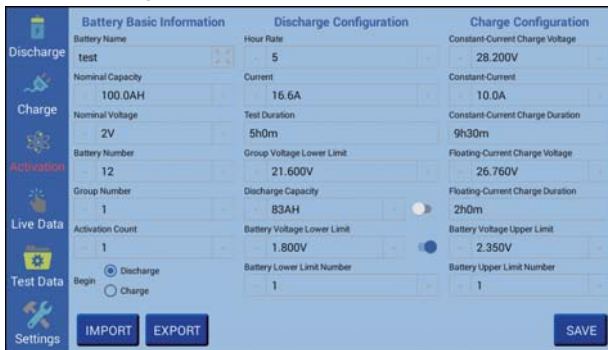 Discharge
Charge
Activation
Live Data
Test Data
Settings
Battery Basic Information
Battery Name
test
Nominal Capacity
- 100.0AH
Nominal Voltage
- 2V
Battery Number
- 12
Group Number
- 1
Activation Count
- 1
Begin
Discharge
Charge
IMPORT
EXPORT
Discharge Configuration
Hour Rate
- 5
Current
- 16.6A
Test Duration
5h0m
Group Voltage Lower Limit
- 21.600V
Discharge Capacity
- 83AH
Battery Voltage Lower Limit
- 1.800V
Battery Lower Limit Number
- 1
Charge Configuration
Constant-Current Charge Voltage
- 28.200V
Constant-Current
- 10.0A
Constant-Current Charge Duration
9h30m
Floating-Current Charge Voltage
- 26.760V
Floating-Current Charge Duration
2h0m
Battery Voltage Upper Limit
- 2.350V
Battery Upper Limit Number
- 1
SAVE